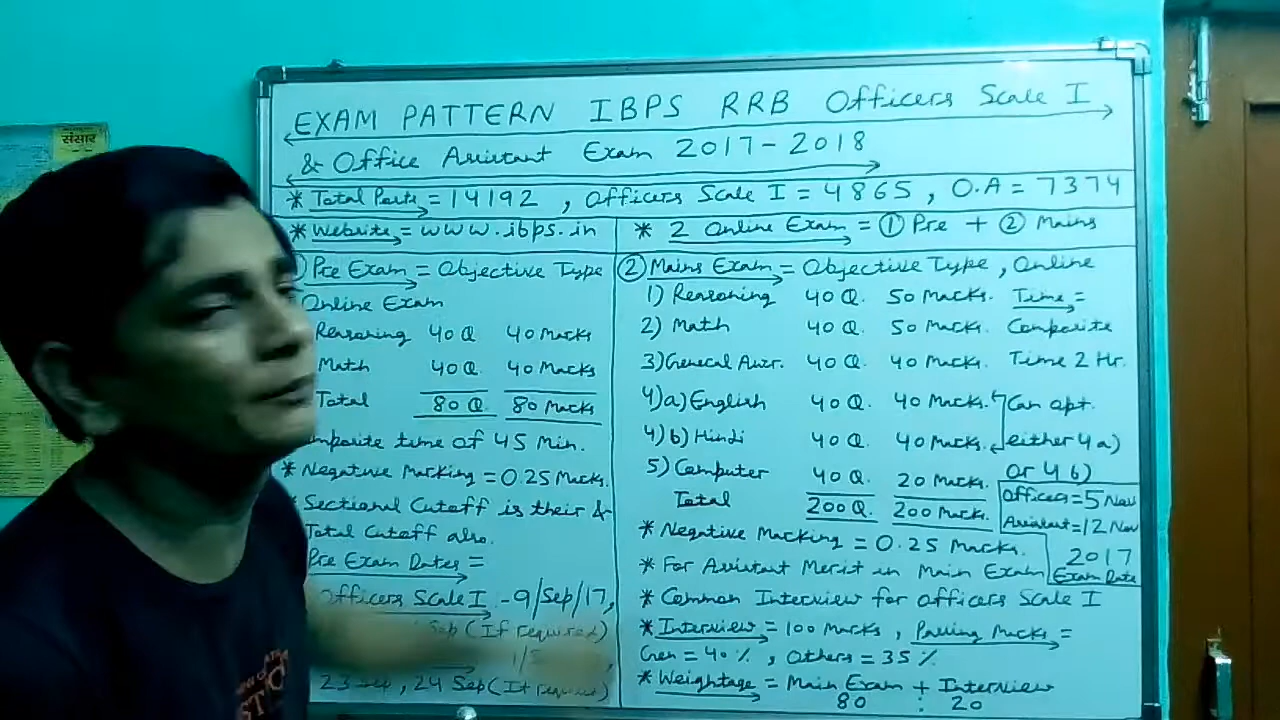 संसार
EXAM PATTERN IBPS RRB Officers Scale I
& Office Assistant Exam 2017-2018
* Total Posts = 14192 , Officers Scale I = 4865 , O.A = 7374
* Website = www.ibps.in
* 2 Online Exam = ① Pre + ② Mains
Pre Exam = Objective Type
Online Exam
Reasoning 40 Q 40 Marks
Math 40 Q. 40 Marks
Total 80 Q. 80 Marks
time of 45 Min.
* Negative Marking = 0.25 Marks.
* Sectional Cutoff is their &
Total Cutoff also.
Pre Exam Dates =
Officers Scale I - 9/Sep/17,
Sep (If required)
23 Sep , 24 Sep (If required)
② Mains Exam = Objective Type , Online
1) Reasoning 40 Q. 50 Marks. Time =
2) Math 40 Q. 50 Marks. Composite
3) General Awr. 40 Q. 40 Marks. Time 2 Hr.
4) a) English 40 Q. 40 Marks. Can opt.
4) b) Hindi 40 Q. 40 Marks. either 4 a)
5) Computer 40 Q. 20 Marks. or 4 b)
Total 200 Q. 200 Marks.
Officers = 5 Nov
Assistant = 12 Nov
2017
Exam Date
* Negative Marking = 0.25 Marks.
* For Assistant Merit in Main Exam
* Common Interview for Officers Scale I
* Interview = 100 Marks , Passing Marks =
Gen = 40 % , Others = 35 %
* Weightage = Main Exam + Interview
80 : 20